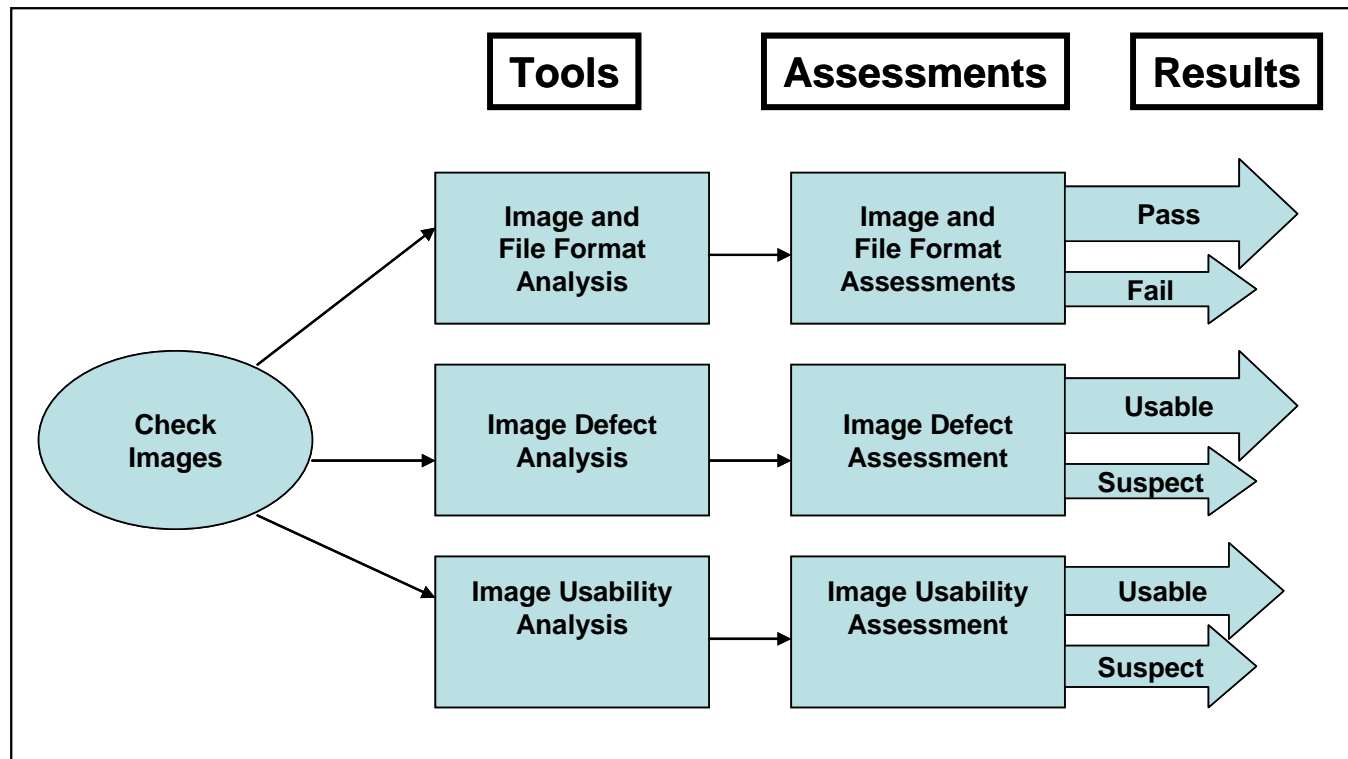 Tools
Assessments
Results
Image and
File Format
Analysis
Image and
File Format
Assessments
Pass
Fail
Check
Images
Image Defect
Analysis
Image Defect
Assessment
Usable
Suspect
Image Usability
Analysis
Image Usability
Assessment
Usable
Suspect